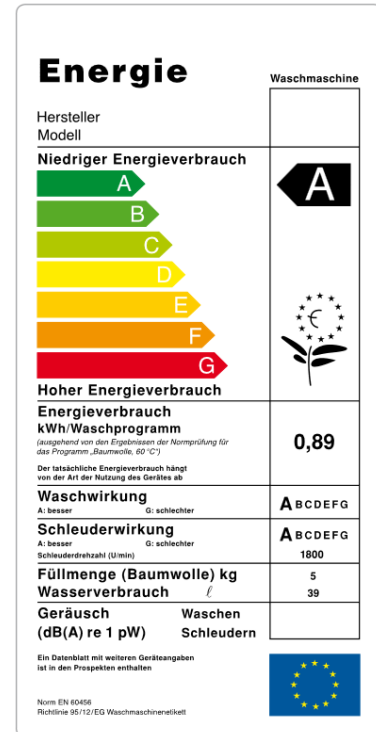 Energie
Waschmaschine
Hersteller
Modell
Niedriger Energieverbrauch
A
A
B
C
D
E
F
G
€
Hoher Energieverbrauch
Energieverbrauch
kWh/Waschprogramm
0,89
(ausgehend von den Ergebnissen der Normprüfung für
das Programm „Baumwolle, 60 °C“)
Der tatsächliche Energieverbrauch hängt
von der Art der Nutzung des Gerätes ab
Waschwirkung
A: besser G: schlechter
A BCDEFG
Schleuderwirkung
A: besser G: schlechter
A BCDEFG
Schleuderdrehzahl (U/min) 1800
Füllmenge (Baumwolle) kg 5
Wasserverbrauch ℓ 39
Geräusch Waschen
(dB(A) re 1 pW) Schleudern
Ein Datenblatt mit weiteren Geräteangaben
ist in den Prospekten enthalten
Norm EN 60456
Richtlinie 95/12/EG Waschmaschinenetikett